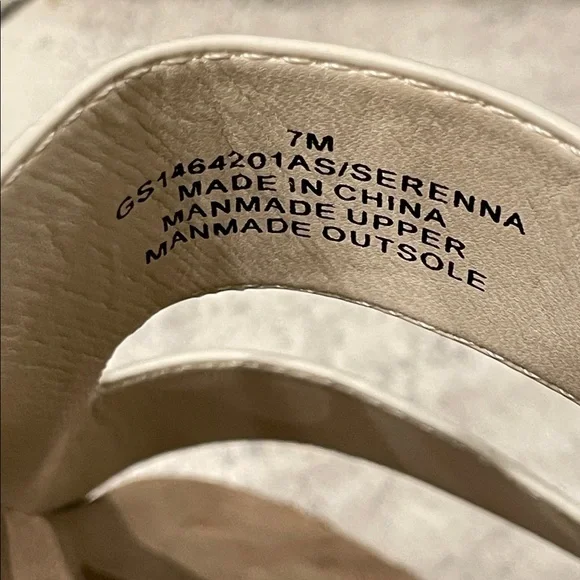 7M
GS1464201AS/SERENNA
MADE IN CHINA
MANMADE UPPER
MANMADE OUTSOLE